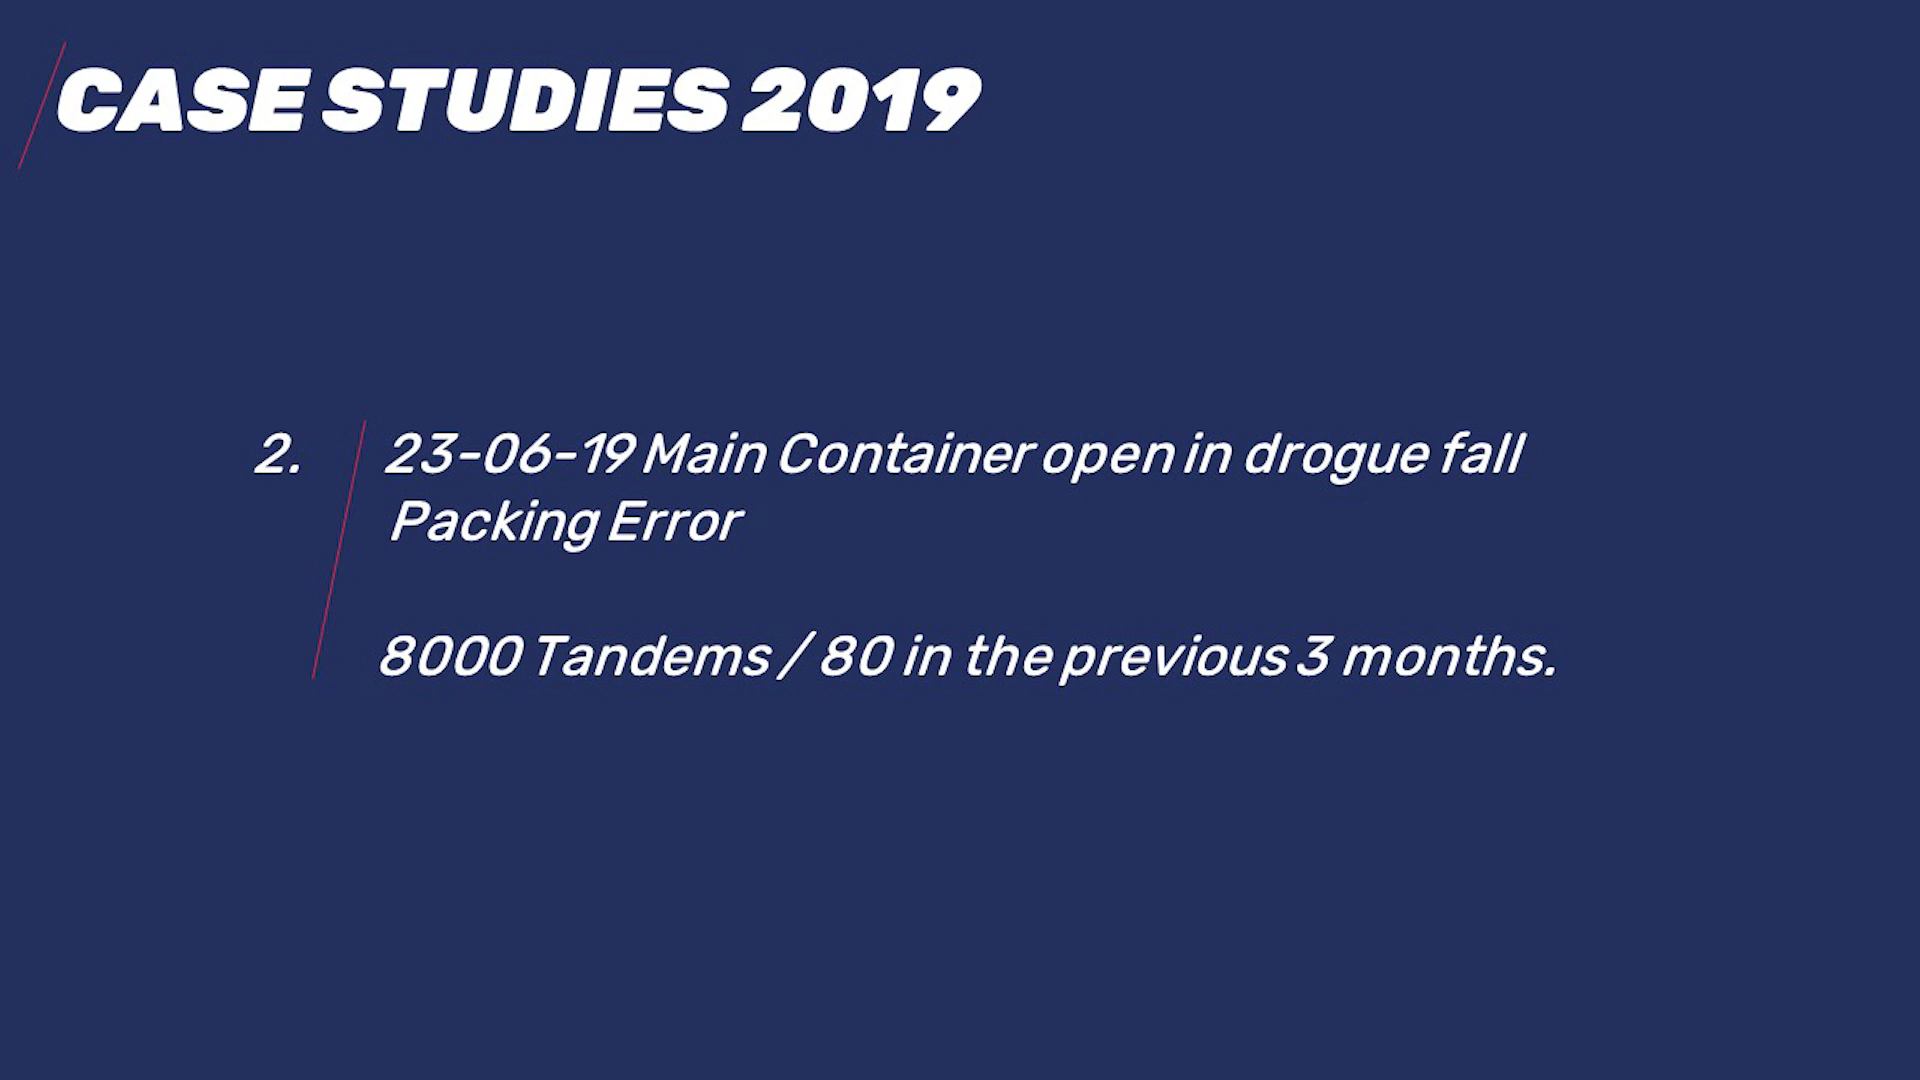 CASE STUDIES 2019
2. 23-06-19 Main Container open in drogue fall
Packing Error
8000 Tandems / 80 in the previous 3 months.